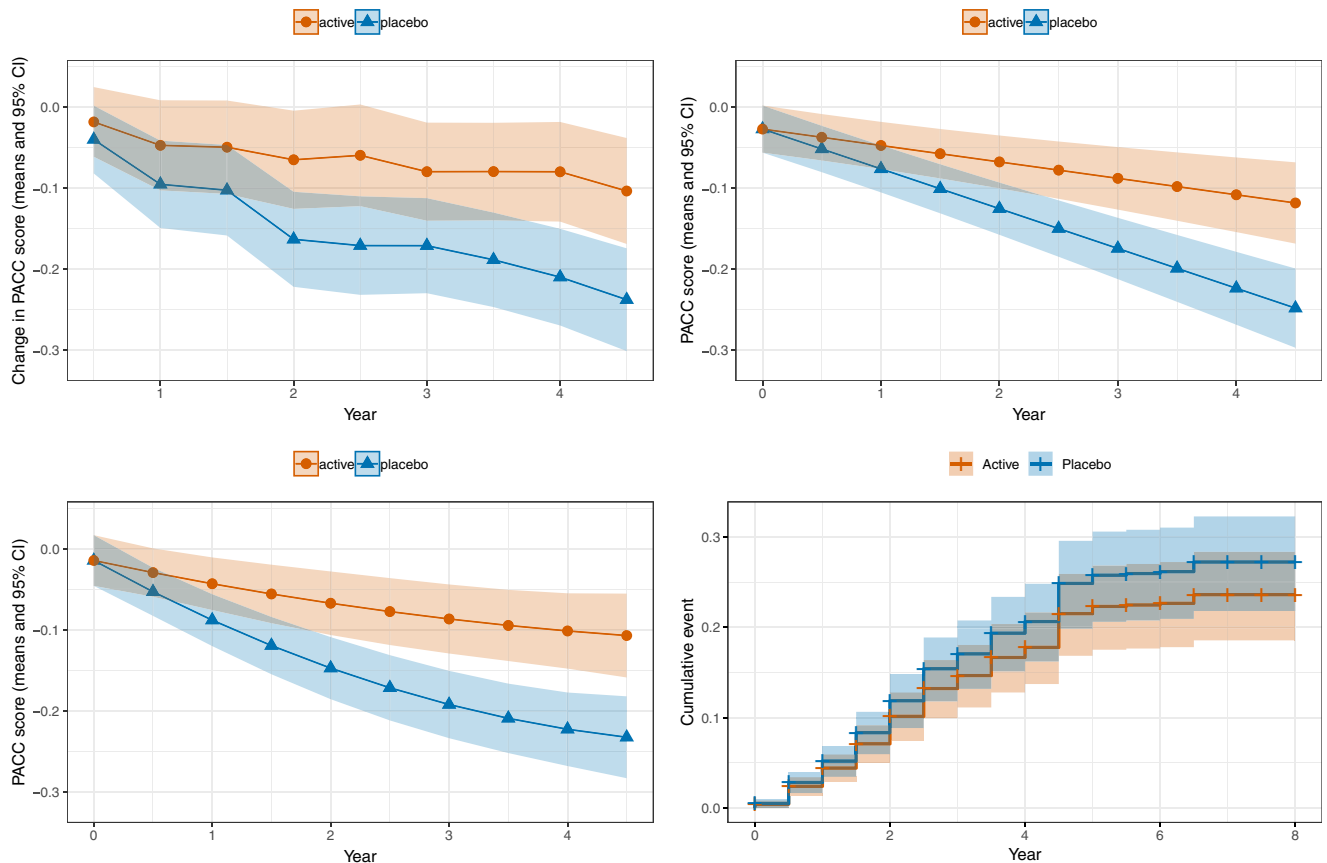 active placebo
Change in PACC score (means and 95% CI)
0.0
−0.1
−0.2
−0.3
1 2 3 4
Year
active placebo
PACC score (means and 95% CI)
0.0
−0.1
−0.2
−0.3
0 1 2 3 4
Year
active placebo
PACC score (means and 95% CI)
0.0
−0.1
−0.2
−0.3
0 1 2 3 4
Year
Active Placebo
Cumulative event
0.3
0.2
0.1
0.0
0 2 4 6 8
Year